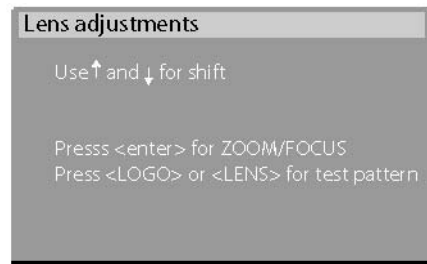 Lens adjustments
Use ↑ and ↓ for shift
Presss <enter> for ZOOM/FOCUS
Press <LOGO> or <LENS> for test pattern